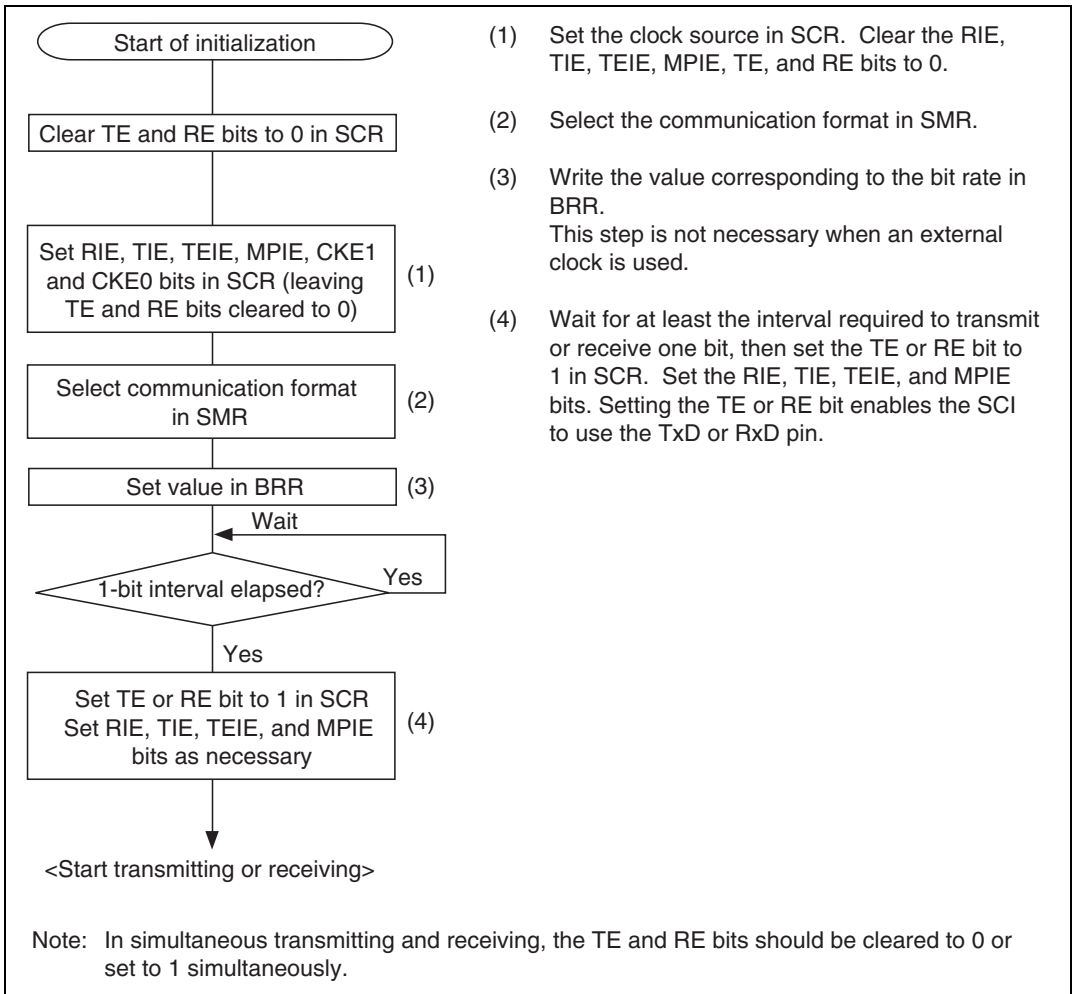 Start of initialization
Clear TE and RE bits to 0 in SCR
Set RIE, TIE, TEIE, MPIE, CKE1
and CKE0 bits in SCR (leaving
TE and RE bits cleared to 0)
(1)
Select communication format
in SMR
(2)
Set value in BRR
(3)
Wait
1-bit interval elapsed?
Yes
Yes
Set TE or RE bit to 1 in SCR
Set RIE, TIE, TEIE, and MPIE
bits as necessary
(4)
<Start transmitting or receiving>
(1) Set the clock source in SCR. Clear the RIE,
TIE, TEIE, MPIE, TE, and RE bits to 0.
(2) Select the communication format in SMR.
(3) Write the value corresponding to the bit rate in
BRR.
This step is not necessary when an external
clock is used.
(4) Wait for at least the interval required to transmit
or receive one bit, then set the TE or RE bit to
1 in SCR. Set the RIE, TIE, TEIE, and MPIE
bits. Setting the TE or RE bit enables the SCI
to use the TxD or RxD pin.
Note: In simultaneous transmitting and receiving, the TE and RE bits should be cleared to 0 or
set to 1 simultaneously.